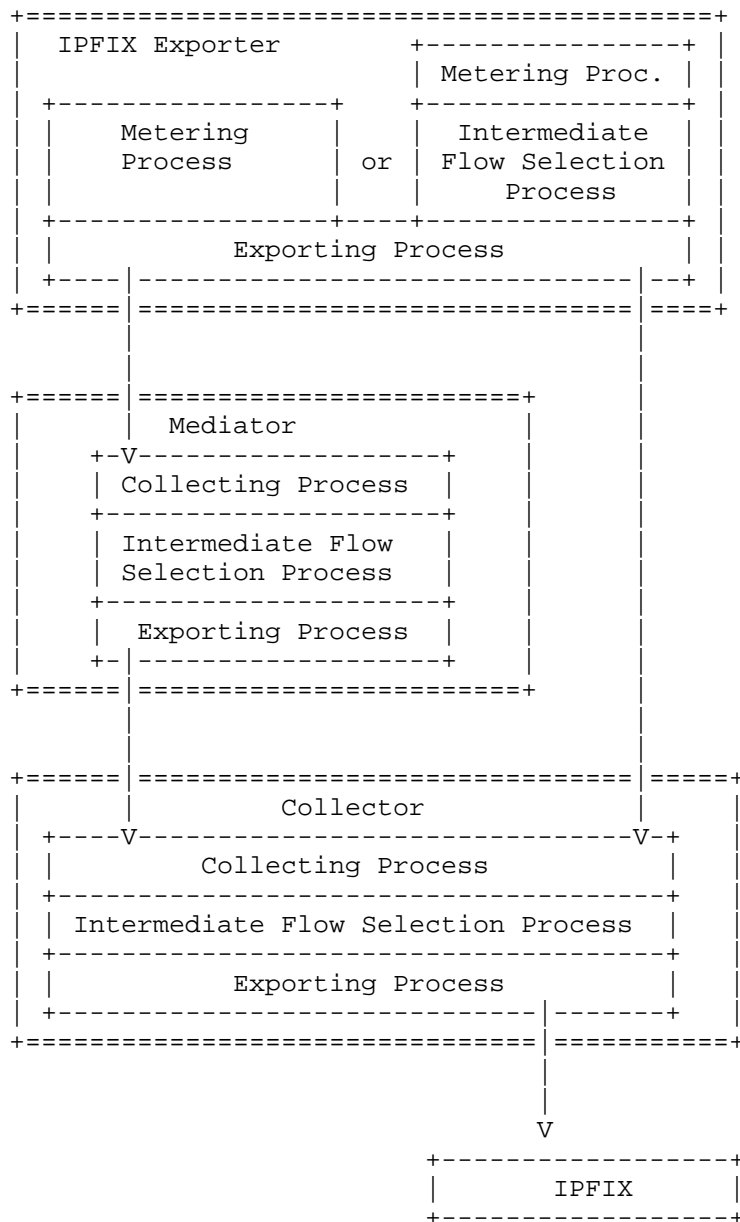 IPFIX Exporter
Metering Proc.
Metering Intermediate
Process or Flow Selection
Process
Exporting Process
Mediator
Collecting Process
Intermediate Flow
Selection Process
Exporting Process
Collector
Collecting Process
Intermediate Flow Selection Process
Exporting Process
IPFIX